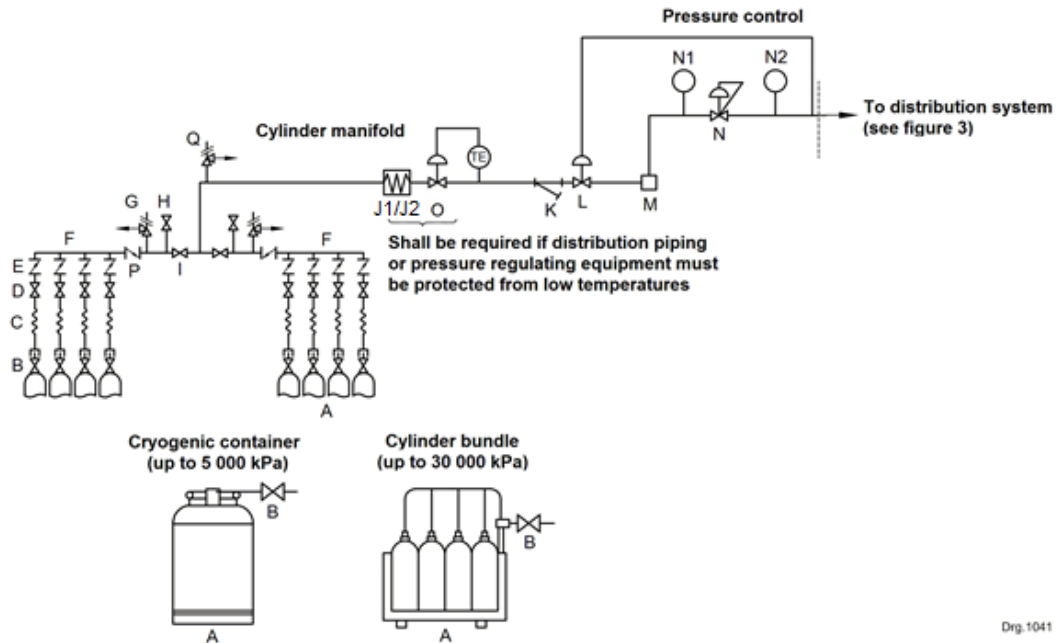 Pressure control
N1
N2
N
To distribution system
(see figure 3)
Cylinder manifold
Q
TE
J1/J2
O
K
L
M
G
H
F
F
E
P
I
D
C
B
A
Shall be required if distribution piping
or pressure regulating equipment must
be protected from low temperatures
Cryogenic container
(up to 5 000 kPa)
B
A
Cylinder bundle
(up to 30 000 kPa)
B
A
Drg.1041